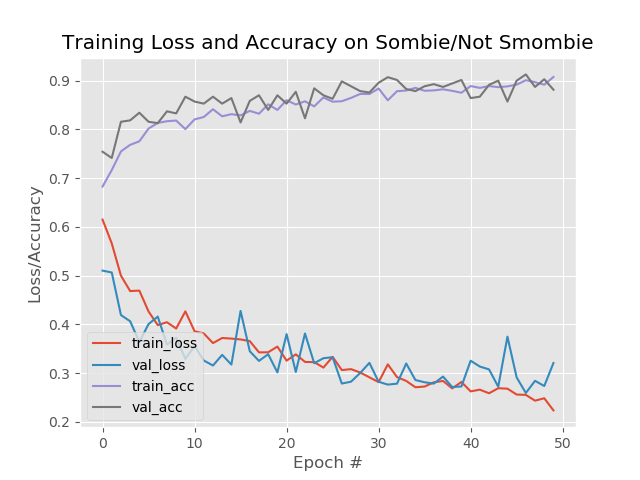 Training Loss and Accuracy on Sombie/Not Smombie
0.9
0.8
0.7
0.6
0.5
0.4
0.3
0.2
Loss/Accuracy
train_loss
val_loss
train_acc
val_acc
0 10 20 30 40 50
Epoch #